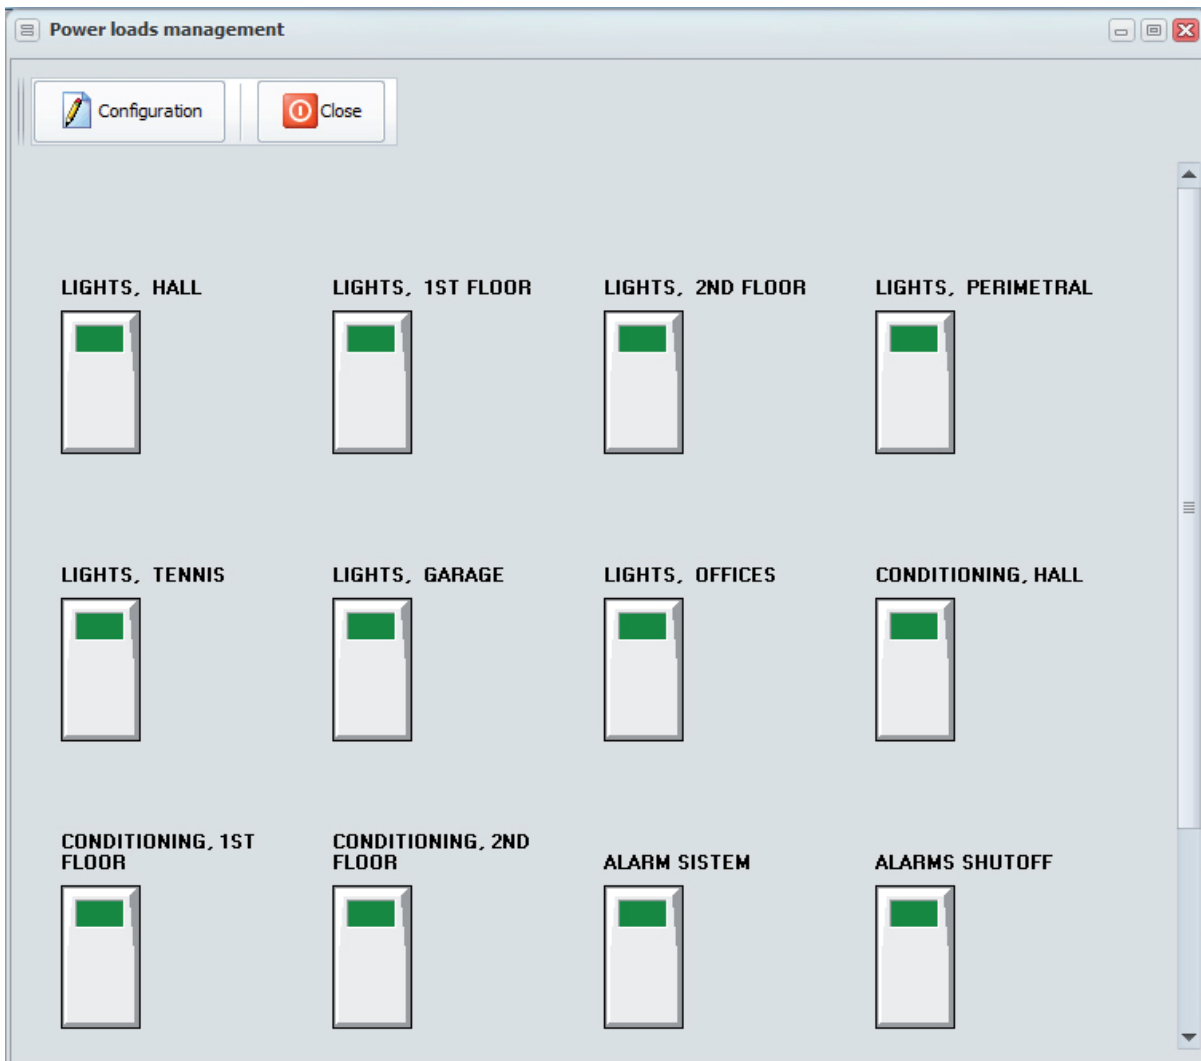 Power loads management
Configuration
Close
LIGHTS, HALL
LIGHTS, 1ST FLOOR
LIGHTS, 2ND FLOOR
LIGHTS, PERIMETRAL
LIGHTS, TENNIS
LIGHTS, GARAGE
LIGHTS, OFFICES
CONDITIONING, HALL
CONDITIONING, 1ST
FLOOR
CONDITIONING, 2ND
FLOOR
ALARM SISTEM
ALARMS SHUTOFF